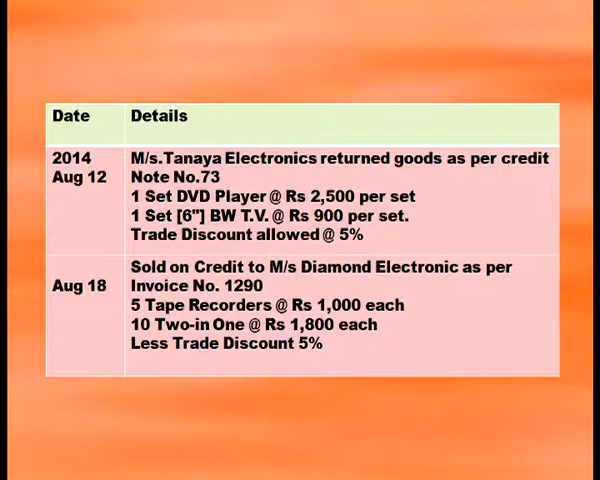 Date Details
2014 M/s.Tanaya Electronics returned goods as per credit
Aug 12 Note No.73
1 Set DVD Player @ Rs 2,500 per set
1 Set [6"] BW T.V. @ Rs 900 per set.
Trade Discount allowed @ 5%
Sold on Credit to M/s Diamond Electronic as per
Aug 18 Invoice No. 1290
5 Tape Recorders @ Rs 1,000 each
10 Two-in One @ Rs 1,800 each
Less Trade Discount 5%